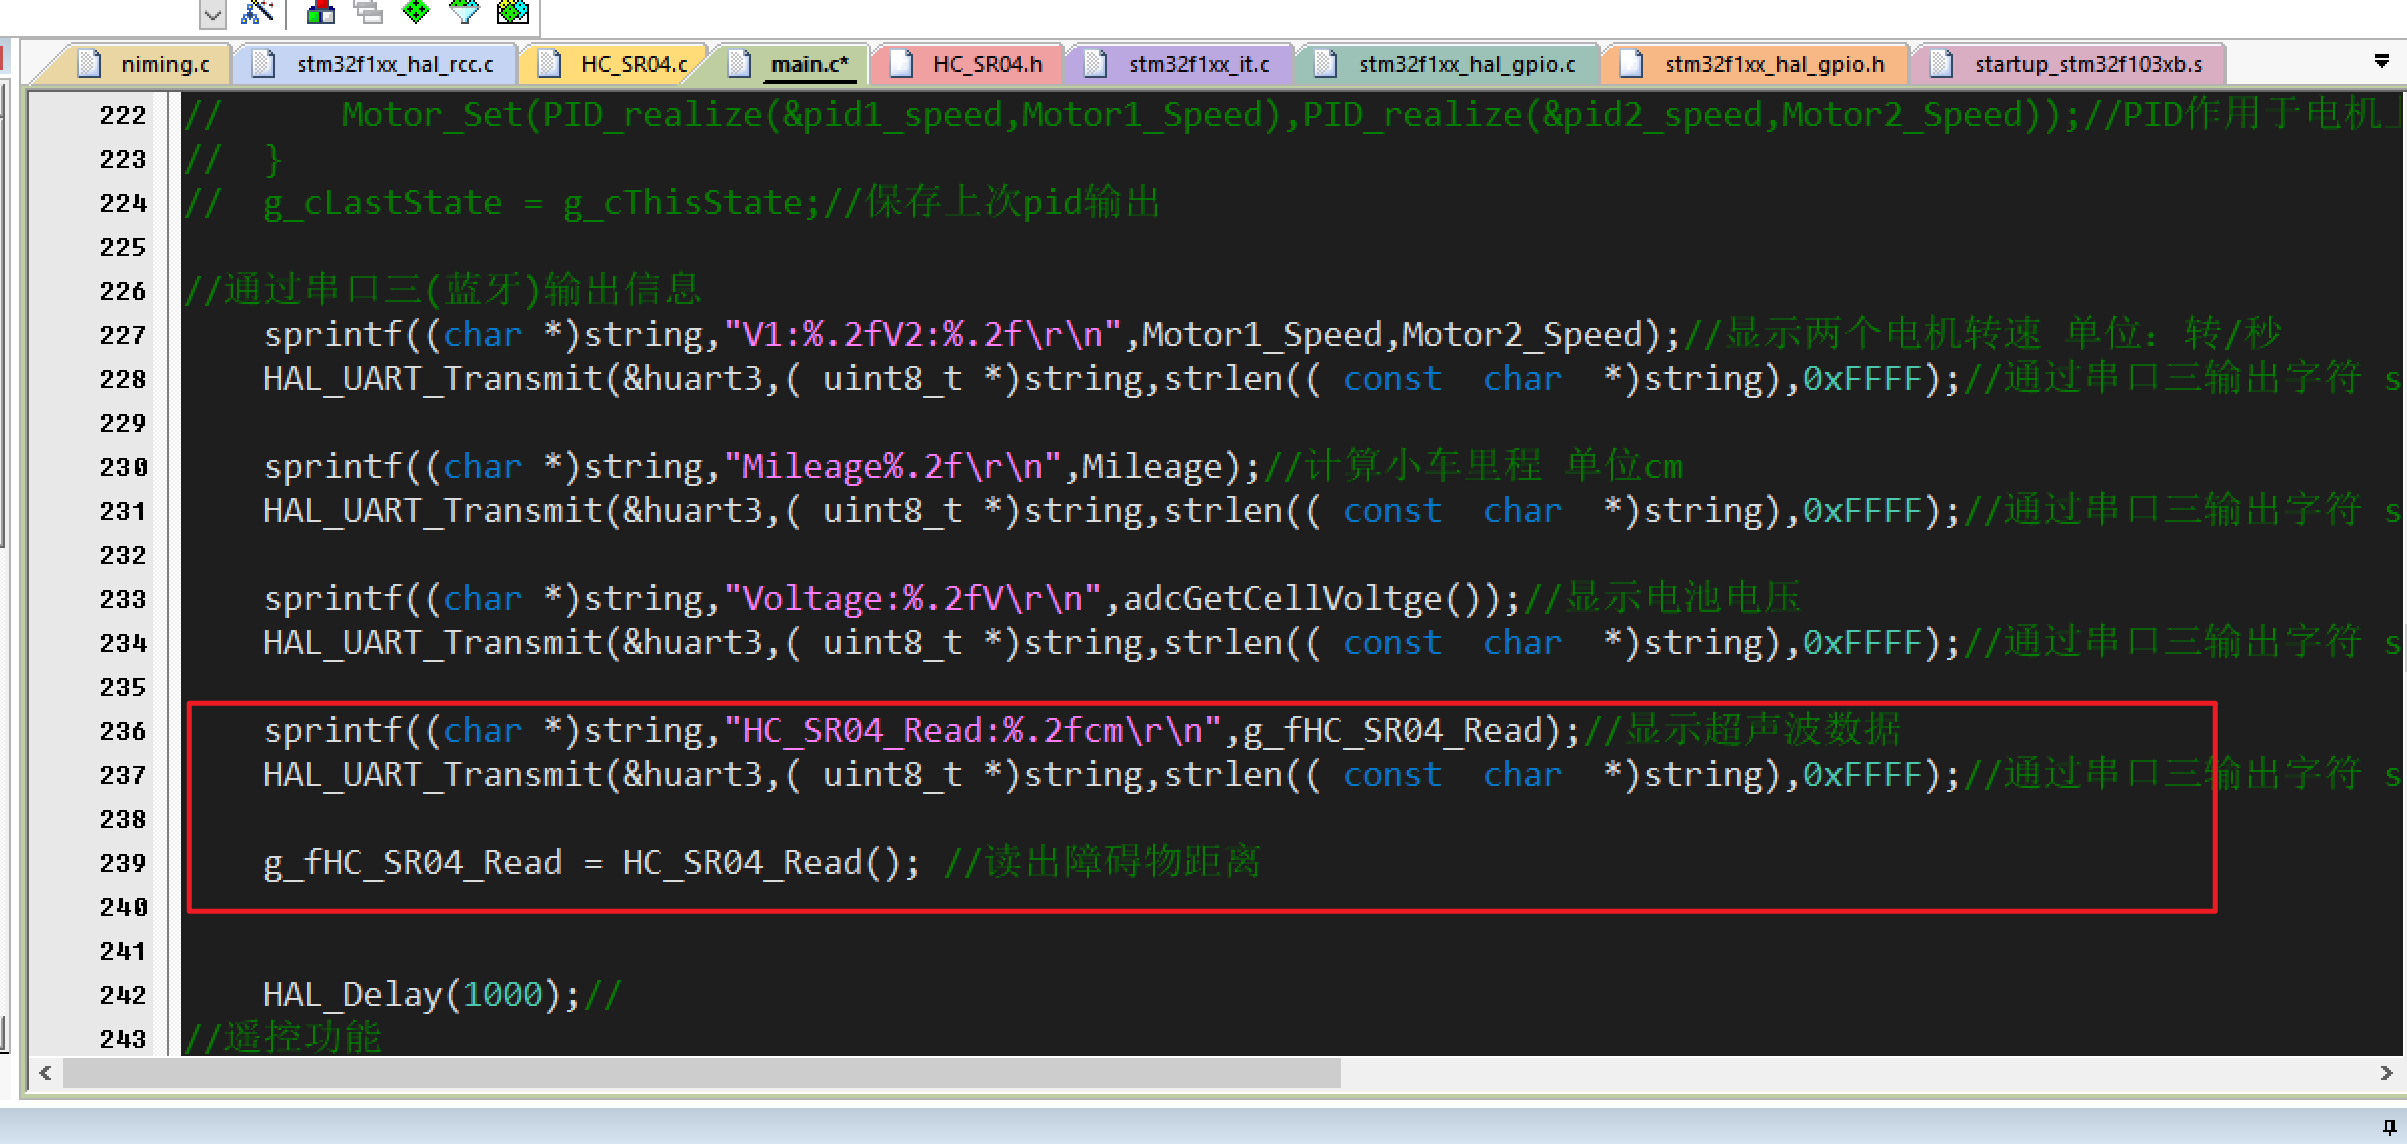 niming.c stm32f1xx_hal_rcc.c HC_SR04.c main.c* HC_SR04.h stm32f1xx_it.c stm32f1xx_hal_gpio.c stm32f1xx_hal_gpio.h startup_stm32f103xb.s
222 //      Motor_Set(PID_realize(&pid1_speed,Motor1_Speed),PID_realize(&pid2_speed,Motor2_Speed));//PID作用于电机
223 //  }
224 //  g_cLastState = g_cThisState;//保存上次pid输出
225
226 //通过串口三(蓝牙)输出信息
227     sprintf((char *)string,"V1:%.2fV2:%.2f\r\n",Motor1_Speed,Motor2_Speed);//显示两个电机转速 单位：转/秒
228     HAL_UART_Transmit(&huart3,( uint8_t *)string,strlen(( const  char  *)string),0xFFFF);//通过串口三输出字符 s
229
230     sprintf((char *)string,"Mileage%.2f\r\n",Mileage);//计算小车里程 单位cm
231     HAL_UART_Transmit(&huart3,( uint8_t *)string,strlen(( const  char  *)string),0xFFFF);//通过串口三输出字符 s
232
233     sprintf((char *)string,"Voltage:%.2fV\r\n",adcGetCellVoltge());//显示电池电压
234     HAL_UART_Transmit(&huart3,( uint8_t *)string,strlen(( const  char  *)string),0xFFFF);//通过串口三输出字符 s
235
236     sprintf((char *)string,"HC_SR04_Read:%.2fcm\r\n",g_fHC_SR04_Read);//显示超声波数据
237     HAL_UART_Transmit(&huart3,( uint8_t *)string,strlen(( const  char  *)string),0xFFFF);//通过串口三输出字符 s
238
239     g_fHC_SR04_Read = HC_SR04_Read(); //读出障碍物距离
240
241
242     HAL_Delay(1000);//
243 //遥控功能